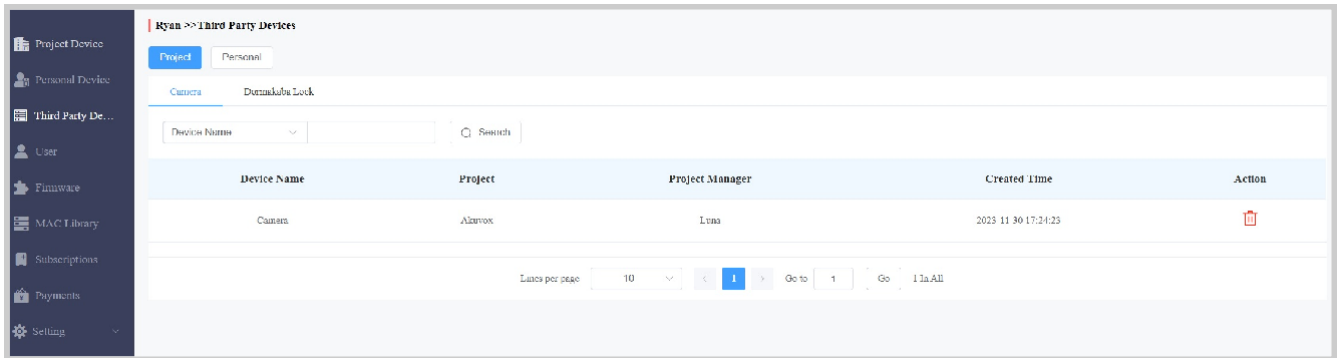 Ryan >>Third Party Devices
Project Device
Project Personal
Personal Device
Camera Dormakaba Lock
Third Party De...
Device Name Search
User
Firmware
Device Name Project Project Manager Created Time Action
MAC Library
Camera Akuvox Luna 2023-11-30 17:24:23
Subscriptions
Lines per page 10 < 1 > Go to 1 Go 1 In All
Payments
Setting